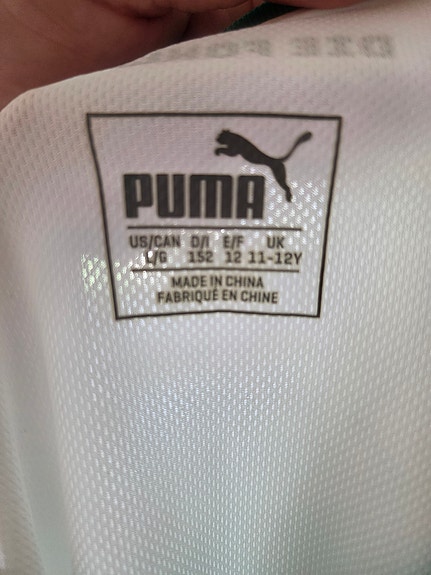 PUMA
US/CAN D/I E/F UK
L/G 152 12 11-12Y
MADE IN CHINA
FABRIQUÉ EN CHINE